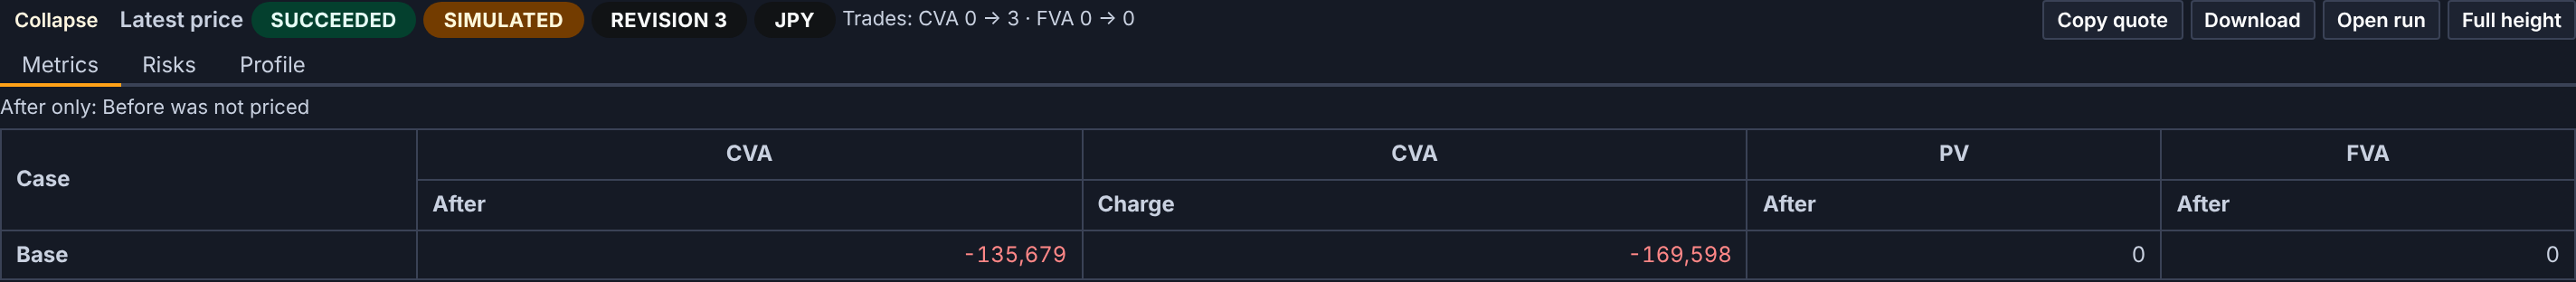 Collapse Latest price SUCCEEDED SIMULATED REVISION 3 JPY Trades: CVA 0 → 3 · FVA 0 → 0 Copy quote Download Open run Full height
Metrics Risks Profile
After only: Before was not priced
Case CVA CVA PV FVA
After Charge After After
Base -135,679 -169,598 0 0